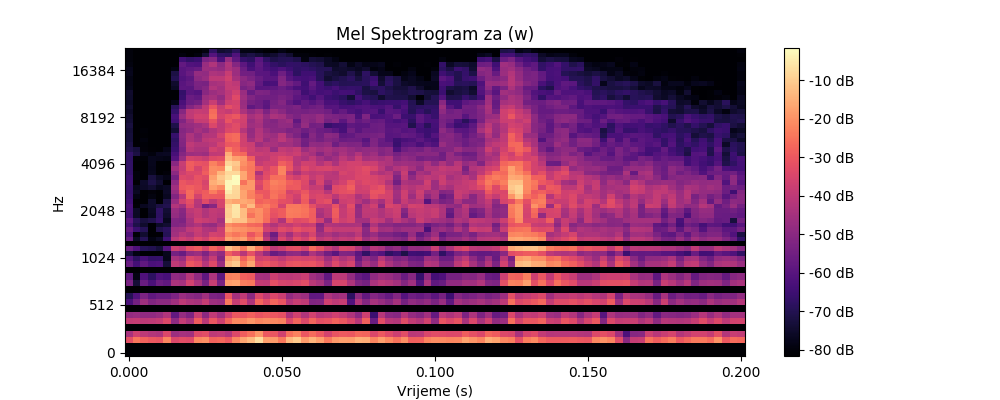 Mel Spektrogram za (w)
Hz
16384
8192
4096
2048
1024
512
0
0.000 0.050 0.100 0.150 0.200
Vrijeme (s)
-10 dB
-20 dB
-30 dB
-40 dB
-50 dB
-60 dB
-70 dB
-80 dB